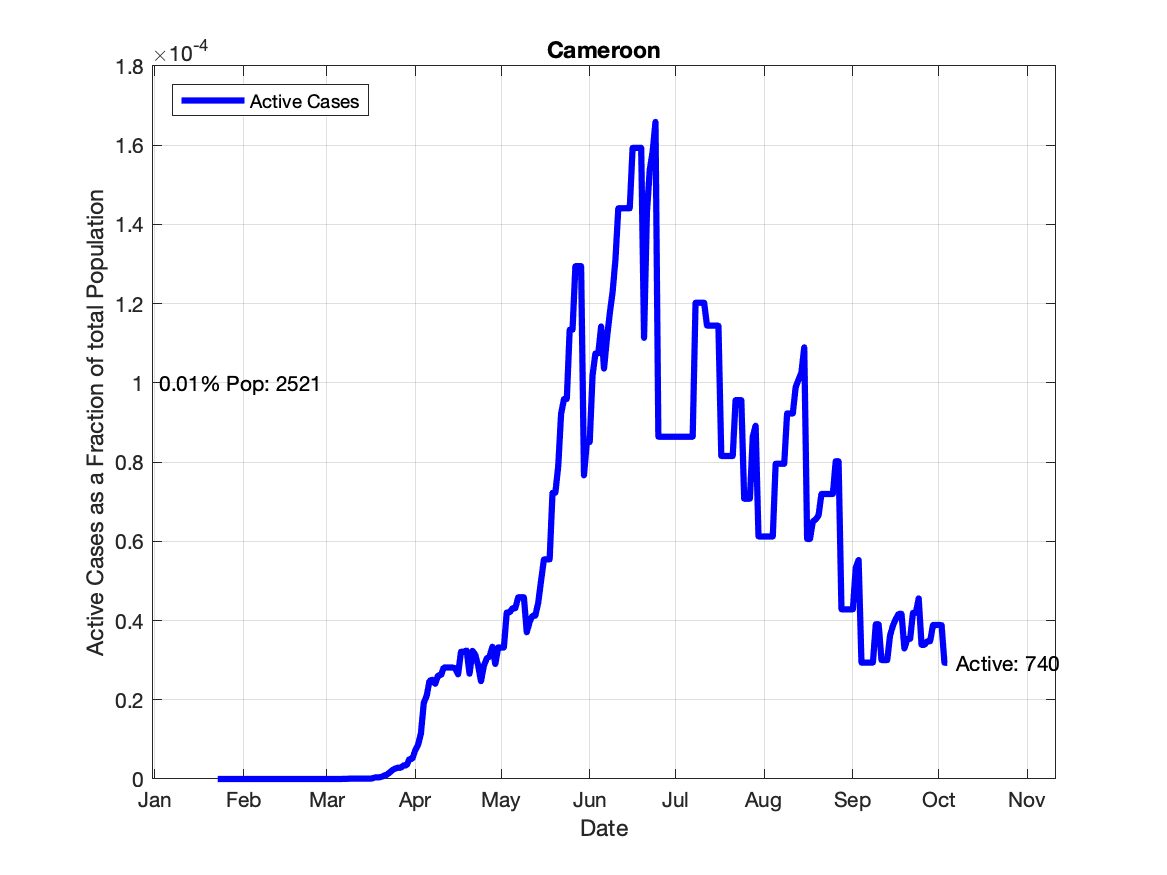 Cameroon
×10⁻⁴
Active Cases
1.8
1.6
1.4
1.2
1
0.8
0.6
0.4
0.2
0
Active Cases as a Fraction of total Population
0.01% Pop: 2521
Active: 740
Jan Feb Mar Apr May Jun Jul Aug Sep Oct Nov
Date